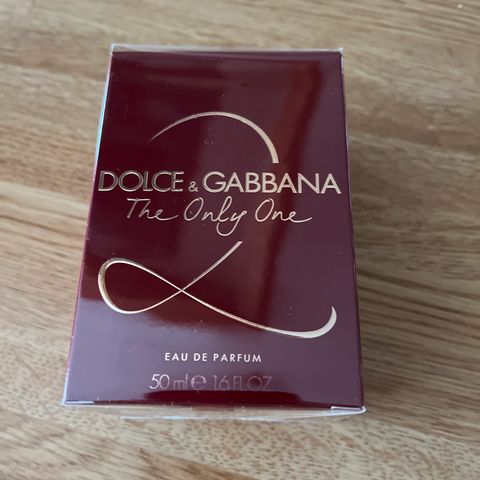 DOLCE & GABBANA
The Only One
2
EAU DE PARFUM
50 ml e 1.6 FL.OZ